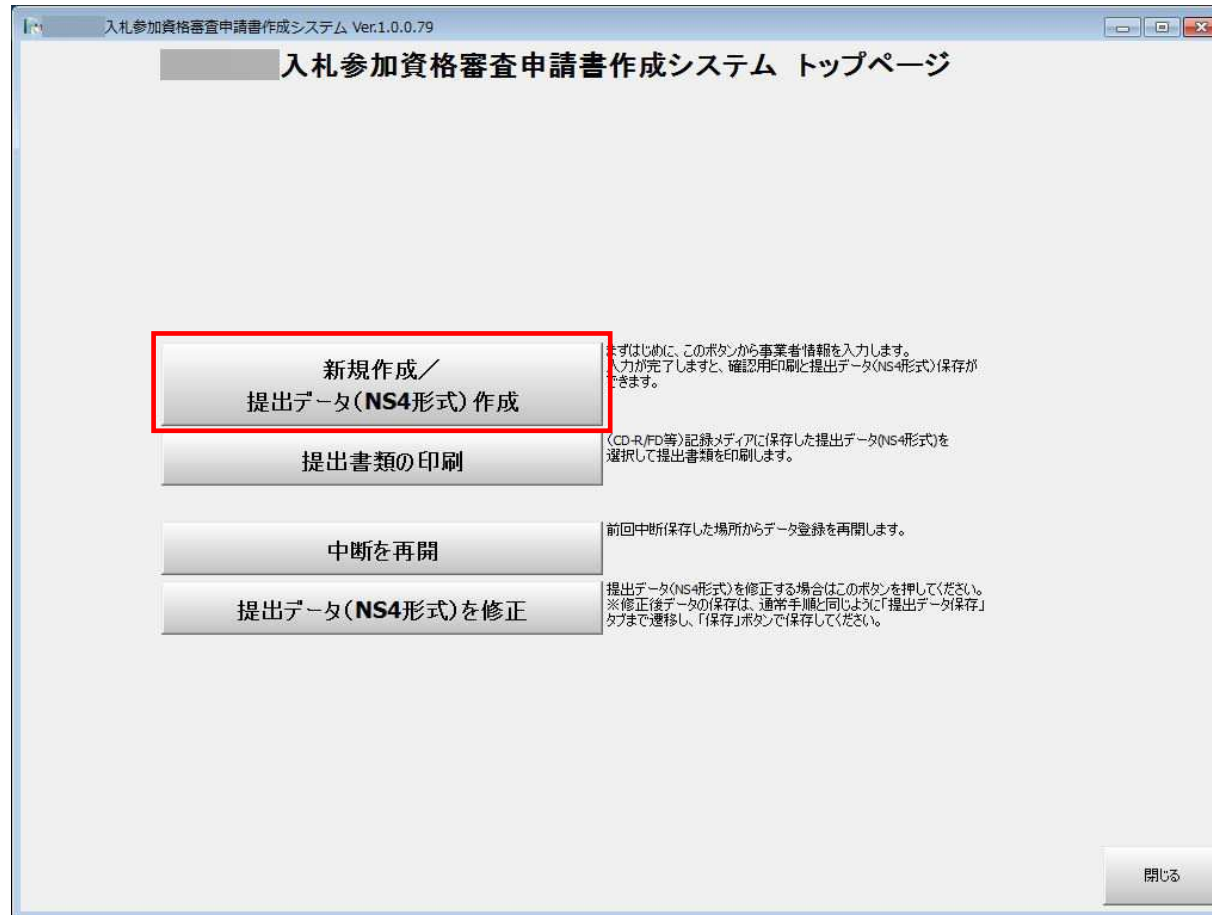 入札参加資格審査申請書作成システム Ver.1.0.0.79
入札参加資格審査申請書作成システム トップページ
新規作成／
提出データ(NS4形式)作成
まずはじめに、このボタンから事業者情報を入力します。
入力が完了しますと、確認用印刷と提出データ(NS4形式)保存が
できます。
提出書類の印刷
(CD-R/FD等)記録メディアに保存した提出データ(NS4形式)を
選択して提出書類を印刷します。
中断を再開
前回中断保存した場所からデータ登録を再開します。
提出データ(NS4形式)を修正
提出データ(NS4形式)を修正する場合はこのボタンを押してください。
※修正後データの保存は、通常手順と同じように「提出データ保存」
タブまで遷移し、「保存」ボタンで保存してください。
閉じる